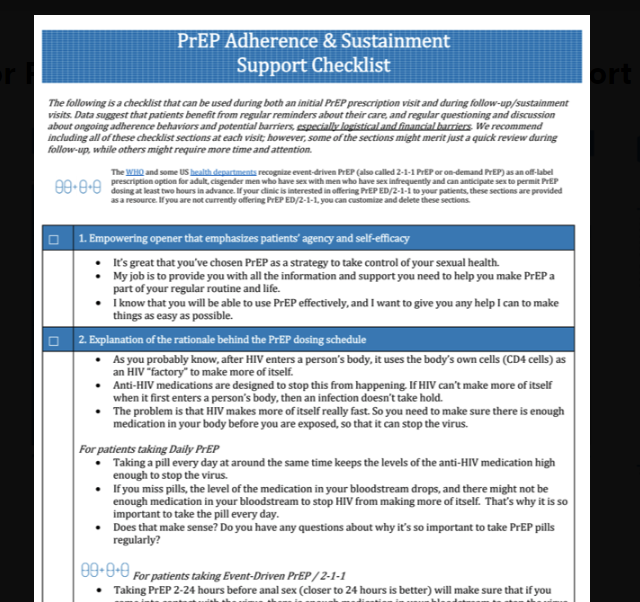 PrEP Adherence & Sustainment
Support Checklist
The following is a checklist that can be used during both an initial PrEP prescription visit and during follow-up/sustainment
visits. Data suggest that patients benefit from regular reminders about their care, and regular questioning and discussion
about ongoing adherence behaviors and potential barriers, especially logistical and financial barriers. We recommend
including all of these checklist sections at each visit; however, some of the sections might merit just a quick review during
follow-up, while others might require more time and attention.
The WHO and some US health departments recognize event-driven PrEP (also called 2-1-1 PrEP or on-demand PrEP) as an off-label
prescription option for adult, cisgender men who have sex with men who have sex infrequently and can anticipate sex to permit PrEP
dosing at least two hours in advance. If your clinic is interested in offering PrEP ED/2-1-1 to your patients, these sections are provided
as a resource. If you are not currently offering PrEP ED/2-1-1, you can customize and delete these sections.
1. Empowering opener that emphasizes patients' agency and self-efficacy
• It's great that you've chosen PrEP as a strategy to take control of your sexual health.
• My job is to provide you with all the information and support you need to help you make PrEP a
part of your regular routine and life.
• I know that you will be able to use PrEP effectively, and I want to give you any help I can to make
things as easy as possible.
2. Explanation of the rationale behind the PrEP dosing schedule
• As you probably know, after HIV enters a person's body, it uses the body's own cells (CD4 cells) as
an HIV "factory" to make more of itself.
• Anti-HIV medications are designed to stop this from happening. If HIV can't make more of itself
when it first enters a person's body, then an infection doesn't take hold.
• The problem is that HIV makes more of itself really fast. So you need to make sure there is enough
medication in your body before you are exposed, so that it can stop the virus.
For patients taking Daily PrEP
• Taking a pill every day at around the same time keeps the levels of the anti-HIV medication high
enough to stop the virus.
• If you miss pills, the level of the medication in your bloodstream drops, and there might not be
enough medication in your bloodstream to stop HIV from making more of itself. That's why it is so
important to take the pill every day.
• Does that make sense? Do you have any questions about why it's so important to take PrEP pills
regularly?
For patients taking Event-Driven PrEP / 2-1-1
• Taking PrEP 2-24 hours before anal sex (closer to 24 hours is better) will make sure that if you